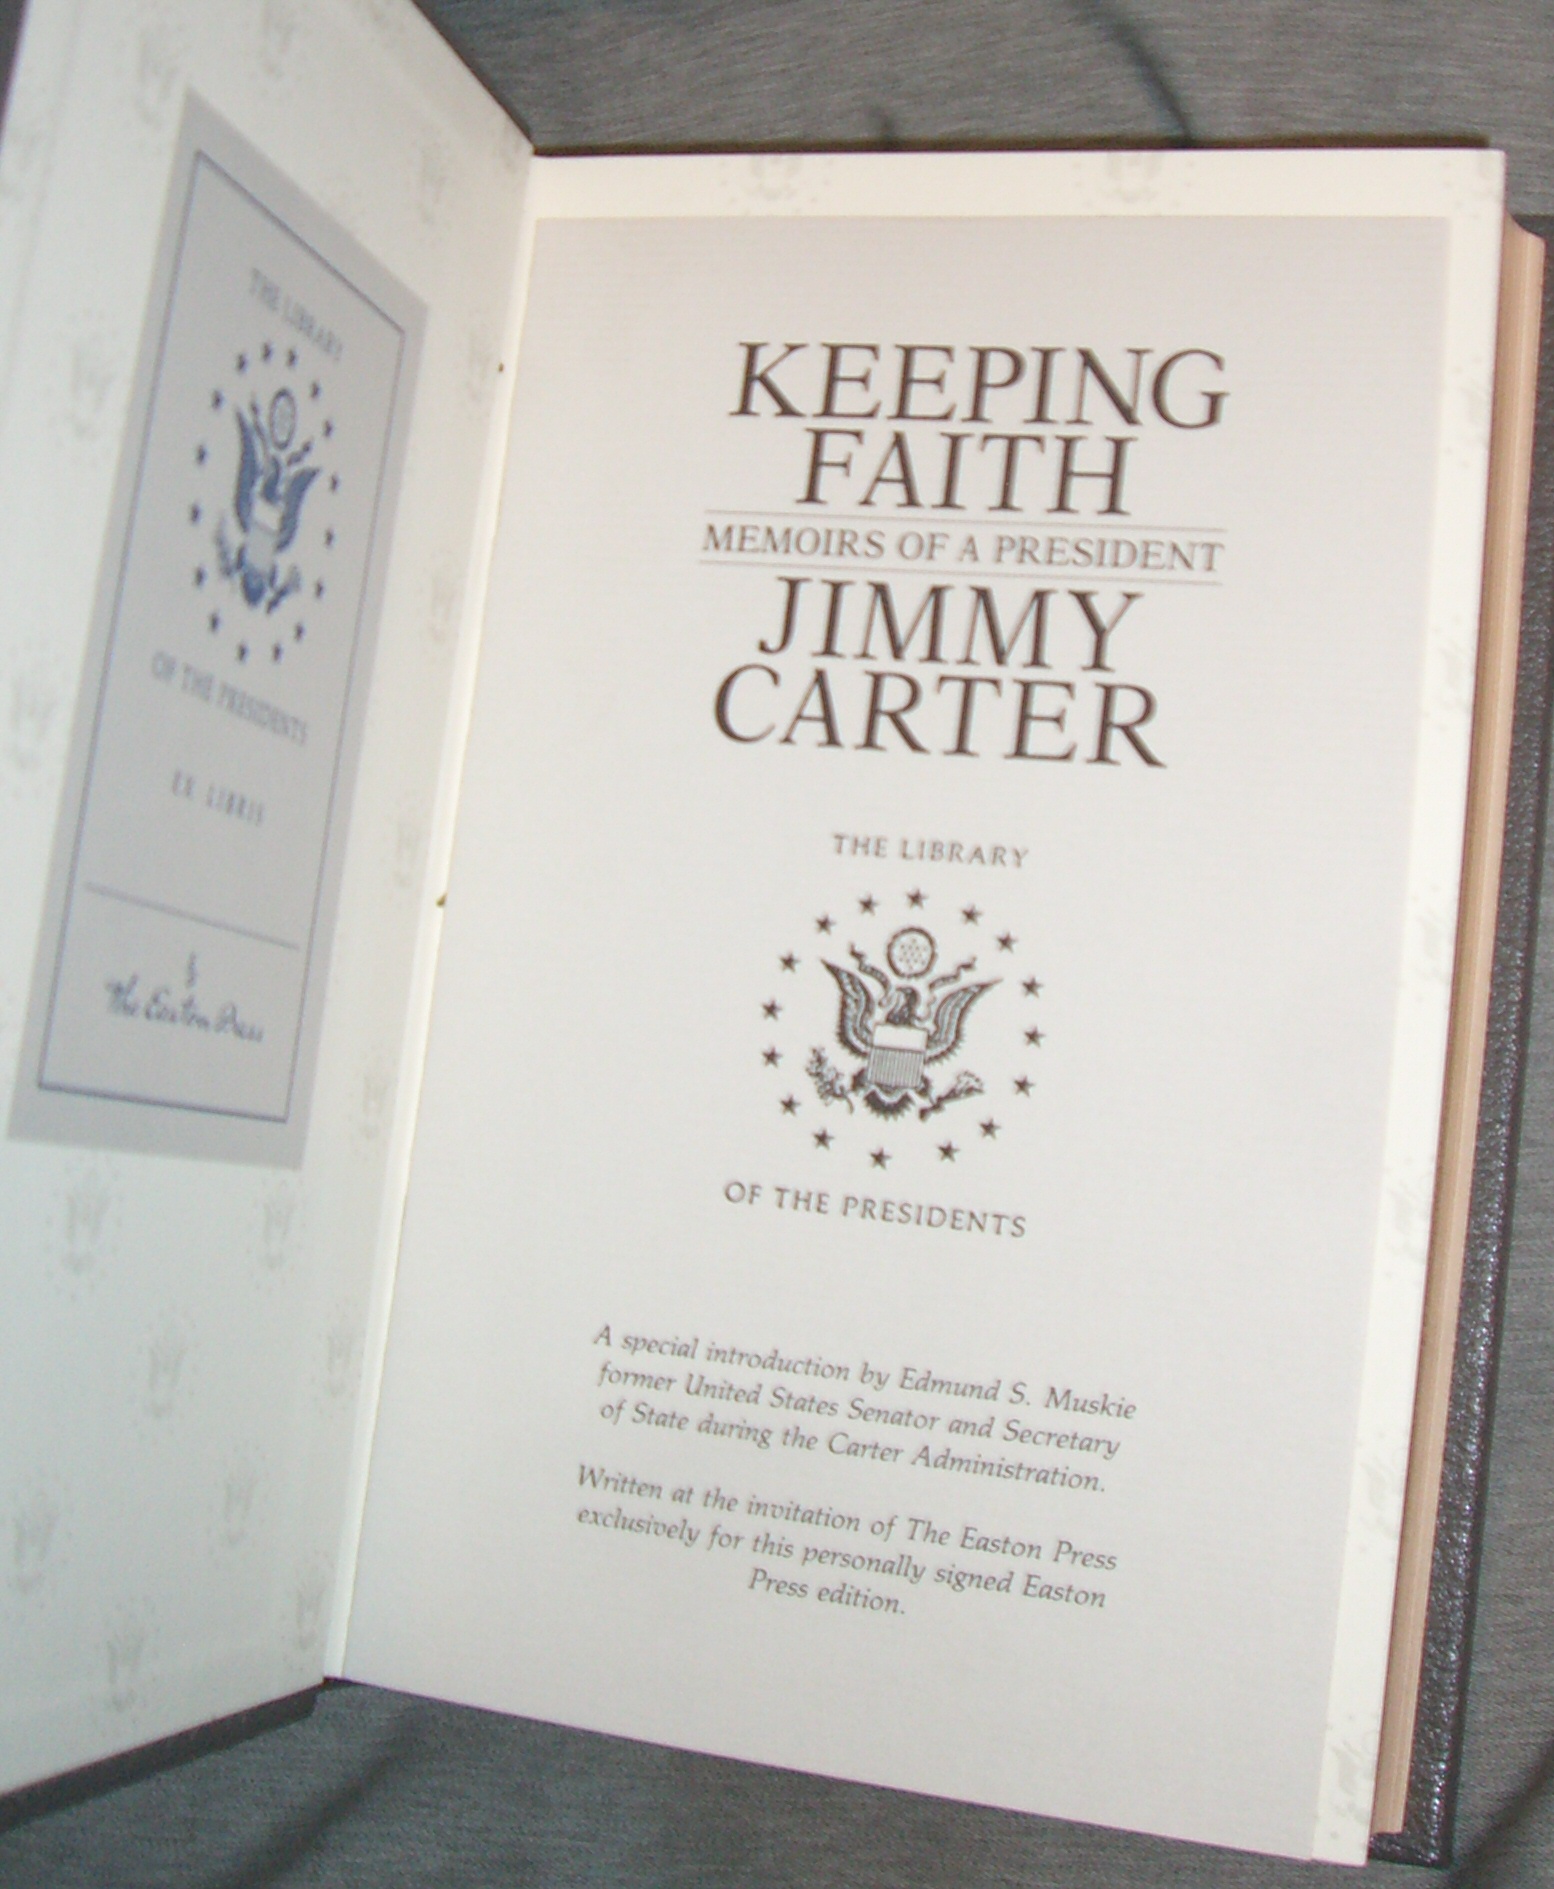 THE LIBRARY
OF THE PRESIDENTS
EX LIBRIS
The Easton Press
KEEPING
FAITH
MEMOIRS OF A PRESIDENT
JIMMY
CARTER
THE LIBRARY
OF THE PRESIDENTS
A special introduction by Edmund S. Muskie
former United States Senator and Secretary
of State during the Carter Administration.
Written at the invitation of The Easton Press
exclusively for this personally signed Easton
Press edition.